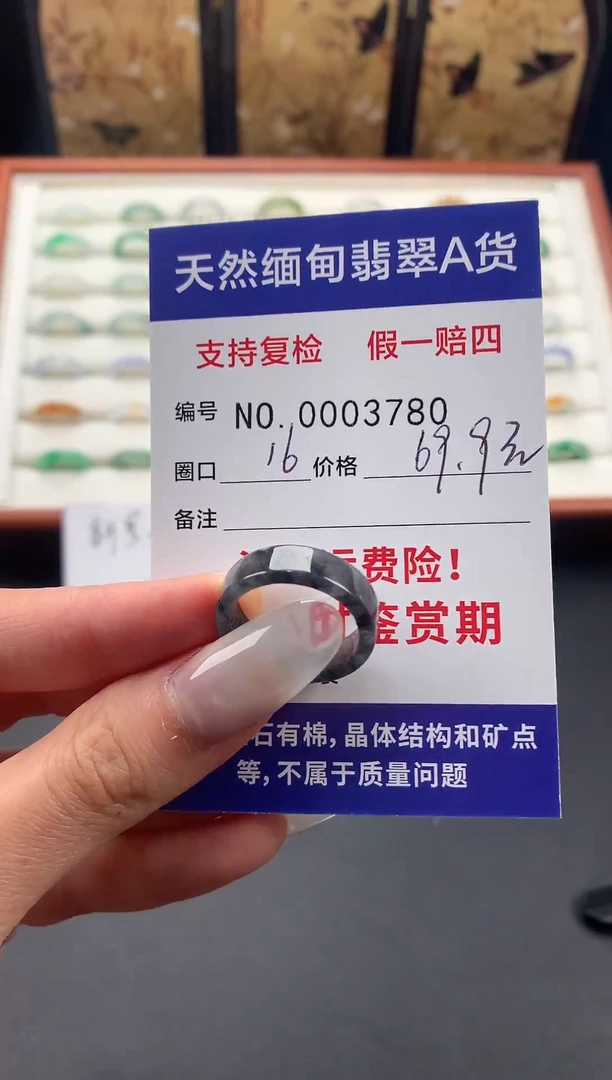 天然缅甸翡翠A货
支持复检 假一赔四
编号 NO.0003780
圈口 16 价格 69.9元
备注
费险！
鉴赏期
石有棉,晶体结构和矿点
等,不属于质量问题